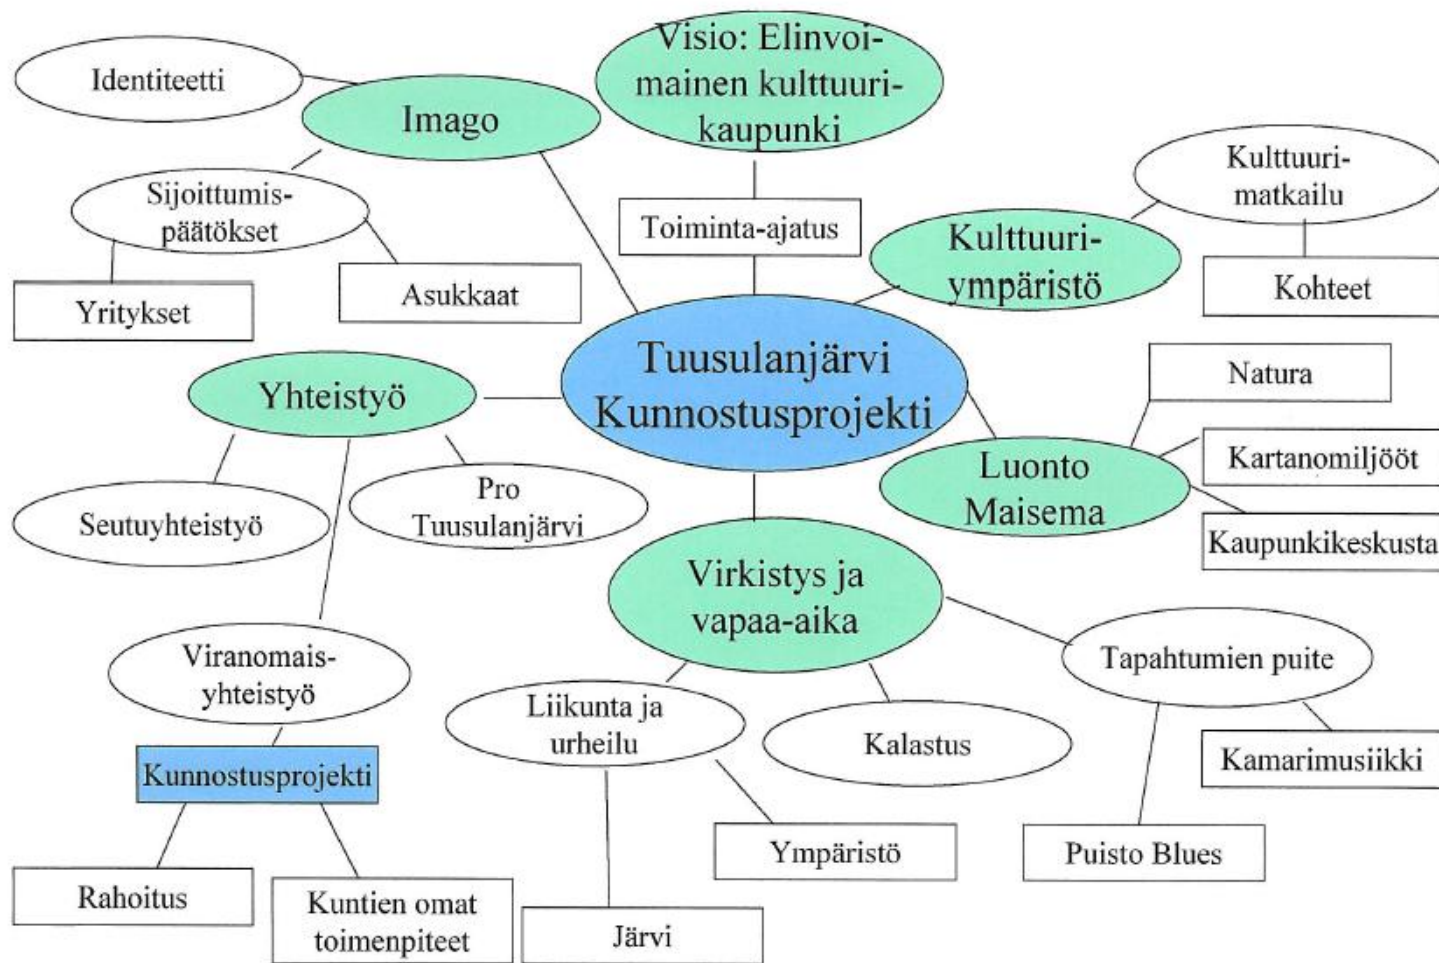 Visio: Elinvoi-
mainen kulttuuri-
kaupunki
Identiteetti
Imago
Kulttuuri-
matkailu
Sijoittumis-
päätökset
Toiminta-ajatus
Kulttuuri-
ympäristö
Yritykset
Asukkaat
Kohteet
Tuusulanjärvi
Kunnostusprojekti
Natura
Yhteistyö
Kartanomiljööt
Luonto
Maisema
Seutuyhteistyö
Pro
Tuusulanjärvi
Kaupunkikeskusta
Virkistys ja
vapaa-aika
Viranomais-
yhteistyö
Tapahtumien puite
Liikunta ja
urheilu
Kalastus
Kamarimusiikki
Kunnostusprojekti
Ympäristö
Puisto Blues
Rahoitus
Kuntien omat
toimenpiteet
Järvi